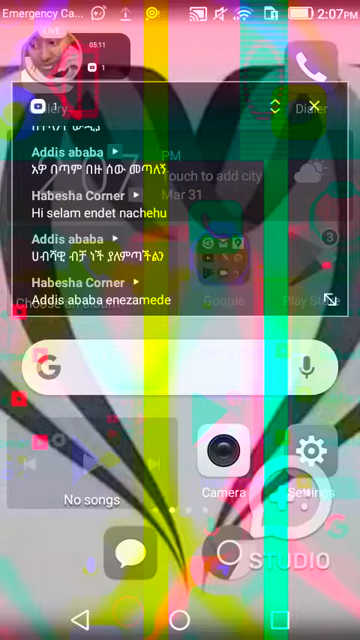 Emergency Ca... 2:07PM
LIVE
05:11
1
1
Dialer
Addis ababa
እም በጣም በዙ ሰው መጣለኝ
PM
Touch to add city
Habesha Corner
Mar 31
Hi selam endet nachehu
Addis ababa
ሀብሻዊ ብቻ ነች ያለምጣችልን
3
Habesha Corner
Google
Play Store
Addis ababa enezamede
G
No songs
Camera
Settings
STUDIO